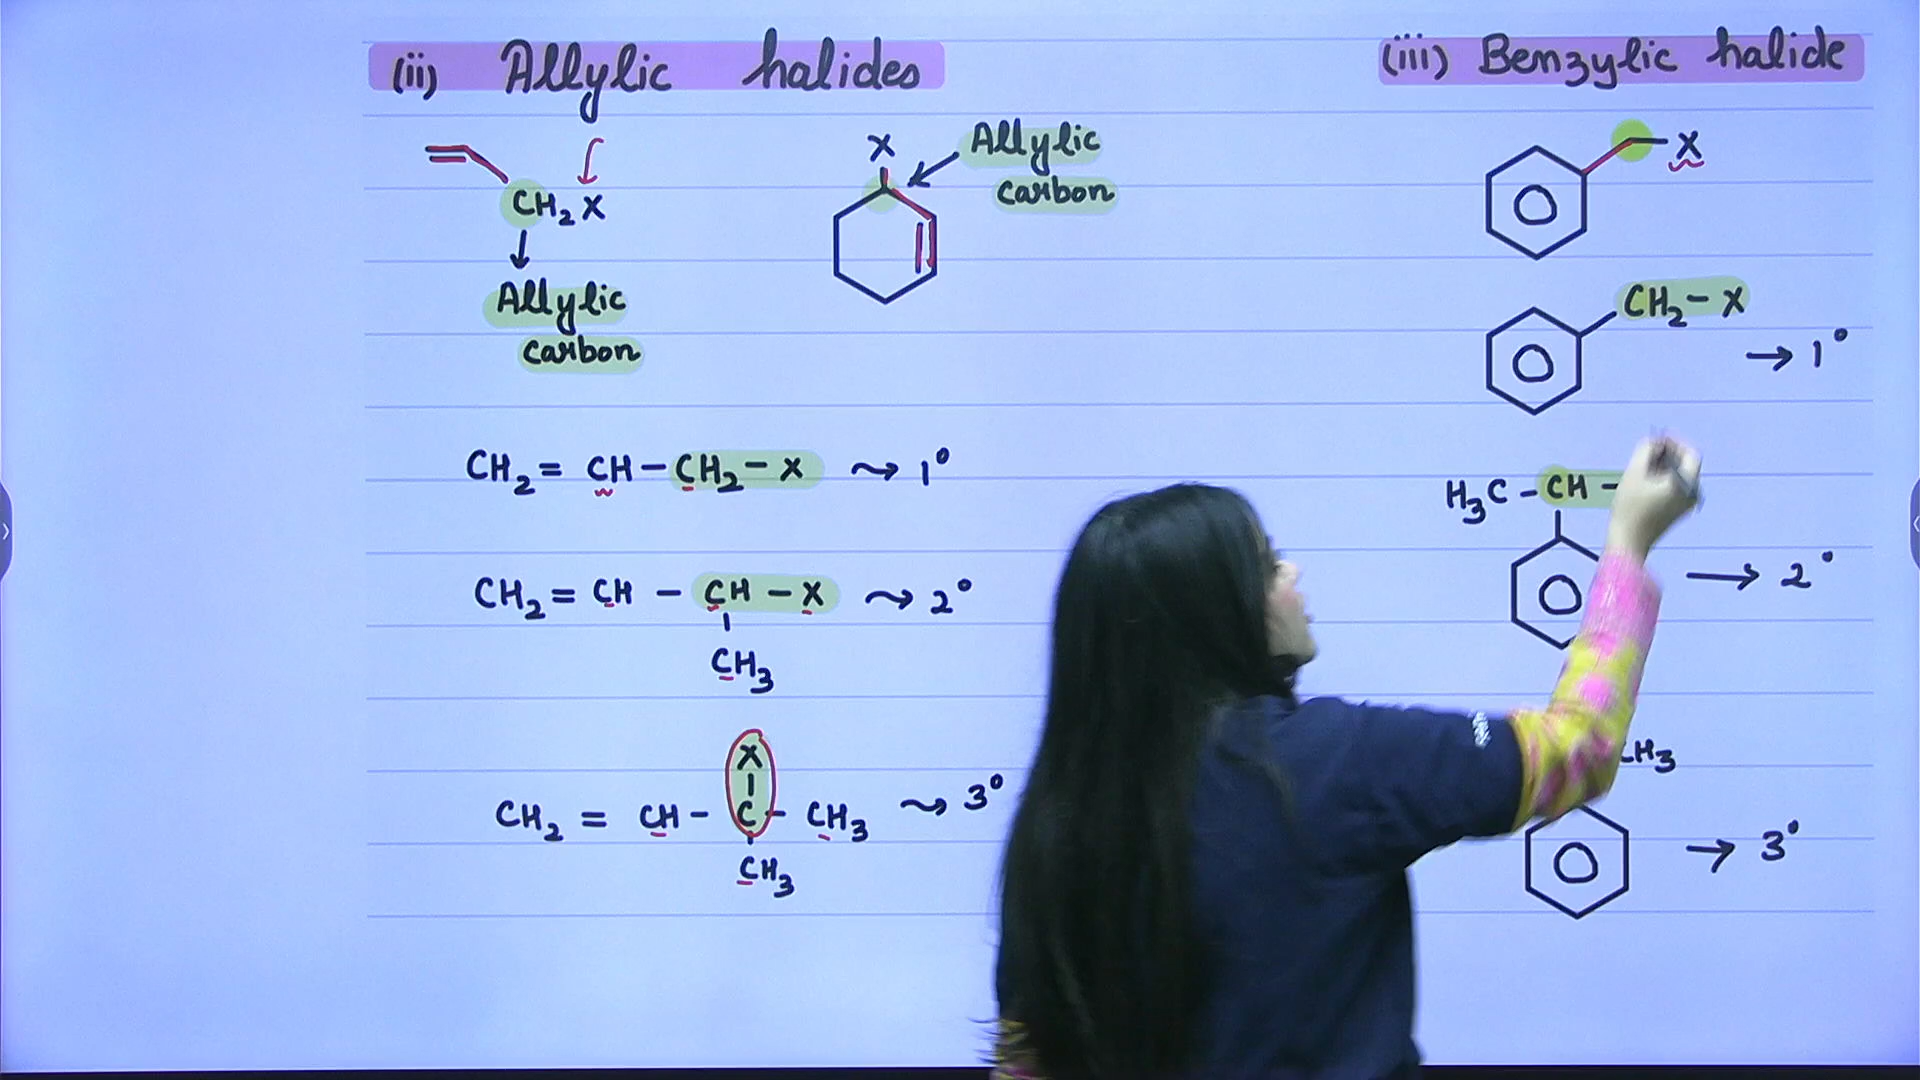 (ii) Allylic halides
CH₂X
Allylic
carbon
X
Allylic
carbon
CH₂ = CH – CH₂ – X ⇝ 1°
CH₂ = CH – CH – X ⇝ 2°
CH₃
X
CH₂ = CH – C – CH₃ ⇝ 3°
CH₃
(iii) Benzylic halide
X
CH₂ – X
→ 1°
H₃C – CH –
→ 2°
CH₃
→ 3°